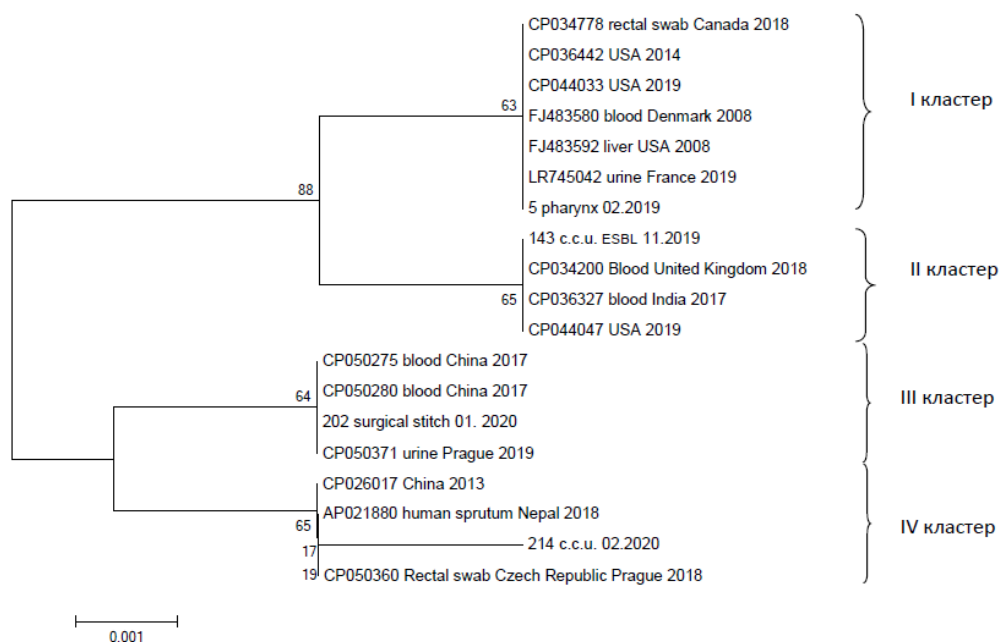 CP034778 rectal swab Canada 2018
CP036442 USA 2014
CP044033 USA 2019
63
FJ483580 blood Denmark 2008
I кластер
FJ483592 liver USA 2008
LR745042 urine France 2019
88
5 pharynx 02.2019
143 c.c.u. ESBL 11.2019
CP034200 Blood United Kingdom 2018
II кластер
65
CP036327 blood India 2017
CP044047 USA 2019
CP050275 blood China 2017
64
CP050280 blood China 2017
III кластер
202 surgical stitch 01. 2020
CP050371 urine Prague 2019
CP026017 China 2013
65
AP021880 human sprutum Nepal 2018
IV кластер
17
214 c.c.u. 02.2020
19
CP050360 Rectal swab Czech Republic Prague 2018
0.001